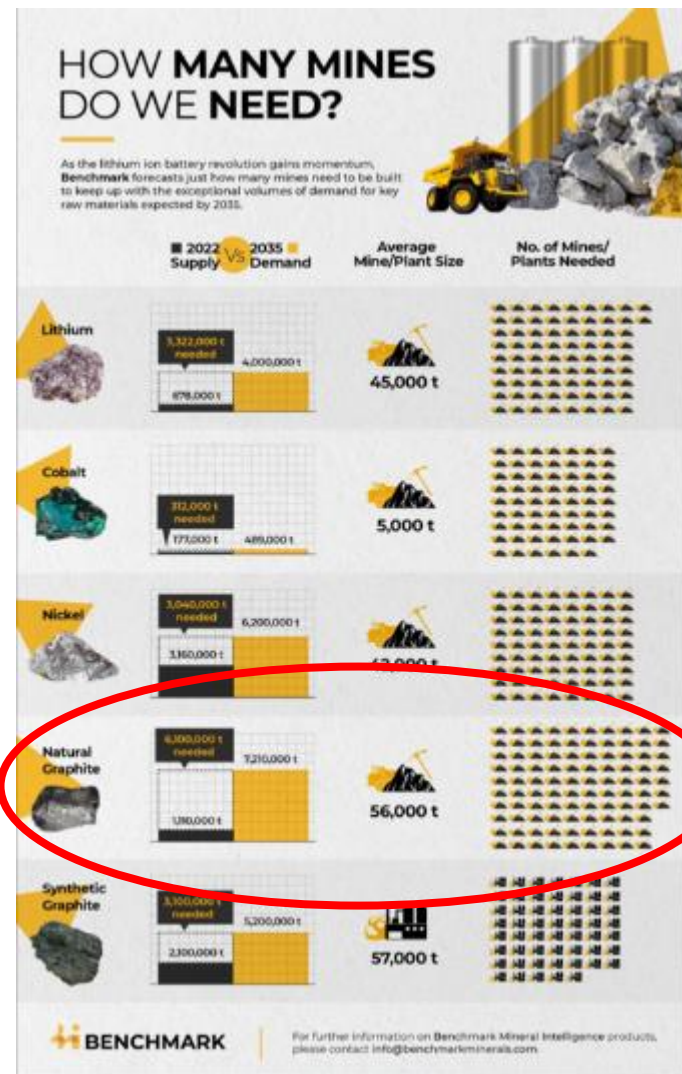 HOW MANY MINES
DO WE NEED?
As the lithium ion battery revolution gains momentum,
Benchmark forecasts just how many mines need to be built
to keep up with the exceptional volumes of demand for key
raw materials expected by 2035.
2022 Vs 2035
Supply Demand
Average
Mine/Plant Size
No. of Mines/
Plants Needed
Lithium
3,322,000 t
needed
4,000,000 t
678,000 t
45,000 t
Cobalt
312,000 t
needed
177,000 t
489,000 t
5,000 t
Nickel
3,040,000 t
needed
6,200,000 t
3,160,000 t
Natural
Graphite
6,100,000 t
needed
7,210,000 t
56,000 t
Synthetic
Graphite
3,100,000 t
needed
5,200,000 t
2,100,000 t
57,000 t
BENCHMARK
For further information on Benchmark Mineral Intelligence products,
please contact info@benchmarkminerals.com